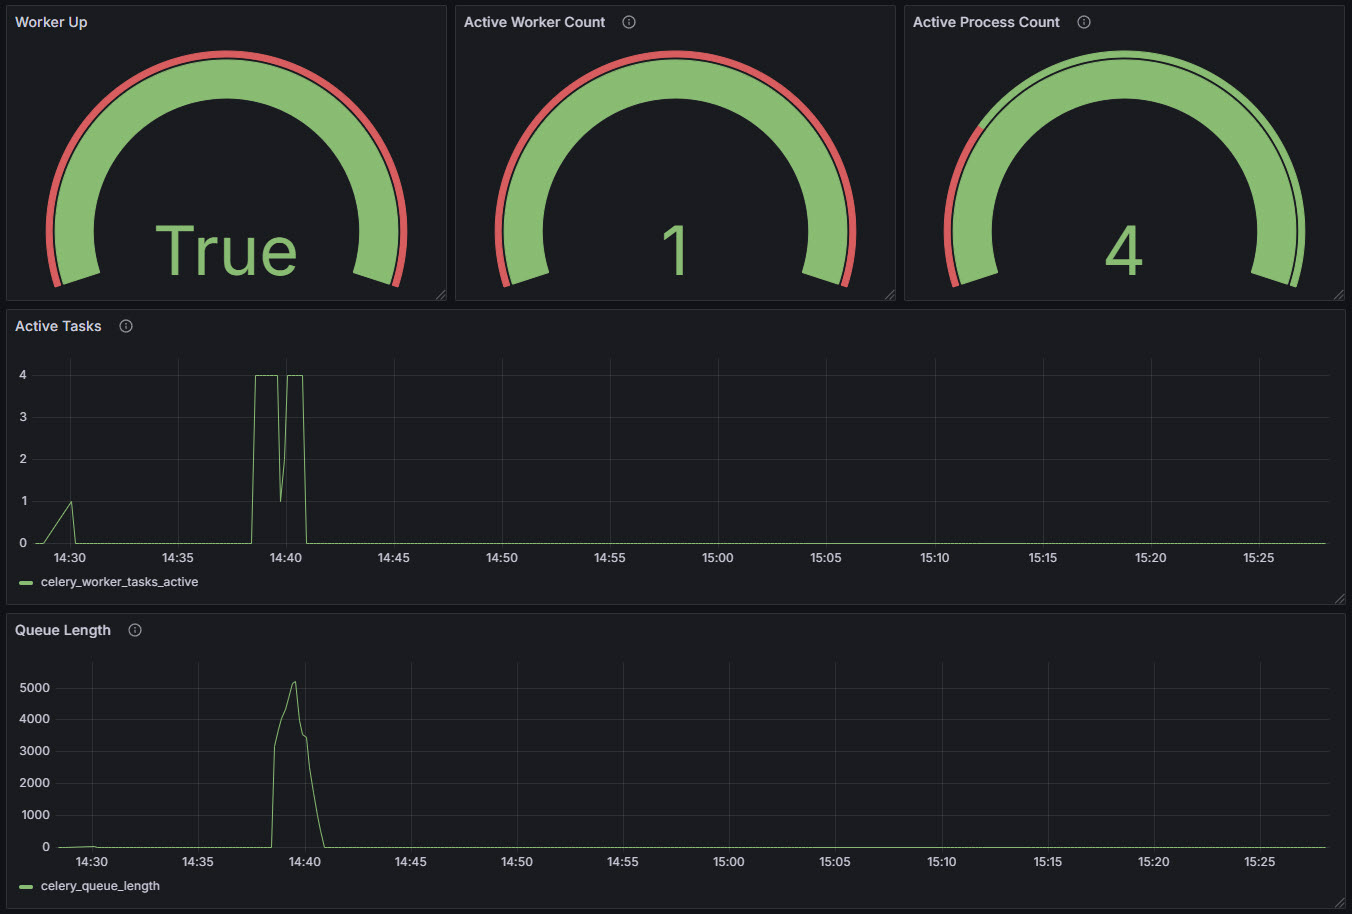 Worker Up
Active Worker Count
Active Process Count
True
1
4
Active Tasks
4
3
2
1
0
14:30 14:35 14:40 14:45 14:50 14:55 15:00 15:05 15:10 15:15 15:20 15:25
celery_worker_tasks_active
Queue Length
5000
4000
3000
2000
1000
0
14:30 14:35 14:40 14:45 14:50 14:55 15:00 15:05 15:10 15:15 15:20 15:25
celery_queue_length